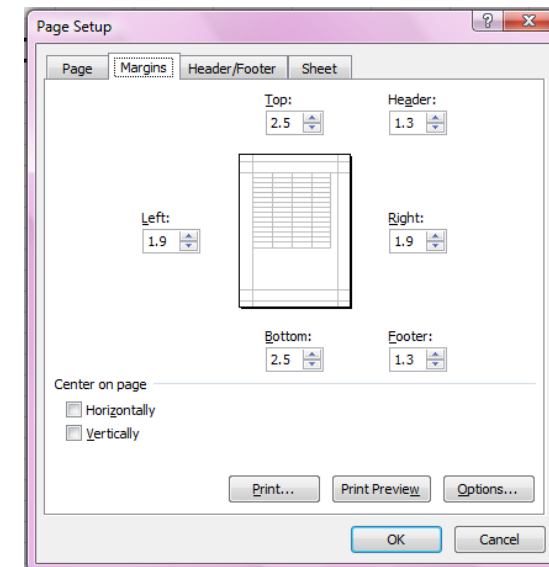 Page Setup
Page Margins Header/Footer Sheet
Top: Header:
2.5 1.3
Left: Right:
1.9 1.9
Bottom: Footer:
2.5 1.3
Center on page
Horizontally
Vertically
Print... Print Preview Options...
OK Cancel